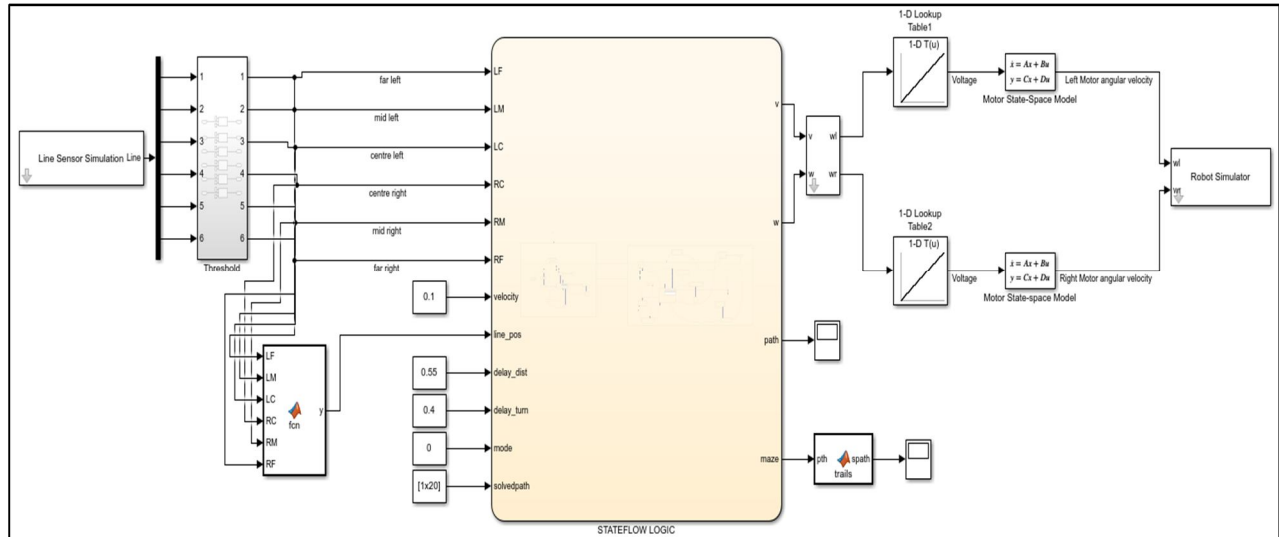 Line Sensor Simulation Line
1 1
2 2
3 3
4 4
5 5
6 6
Threshold
far left
mid left
centre left
centre right
mid right
far right
LF
LM
LC
RC
RM
RF
fcn
y
0.1
0.55
0.4
0
[1x20]
LF
LM
LC
RC
RM
RF
velocity
line_pos
delay_dist
delay_turn
mode
solvedpath
v
w
path
maze
STATEFLOW LOGIC
v wl
w wr
pth spath
trails
1-D Lookup
Table1
1-D T(u)
Voltage
ẋ = Ax + Bu
y = Cx + Du
Motor State-Space Model
Left Motor angular velocity
1-D Lookup
Table2
1-D T(u)
Voltage
ẋ = Ax + Bu
y = Cx + Du
Motor State-space Model
Right Motor angular velocity
wl
wr
Robot Simulator